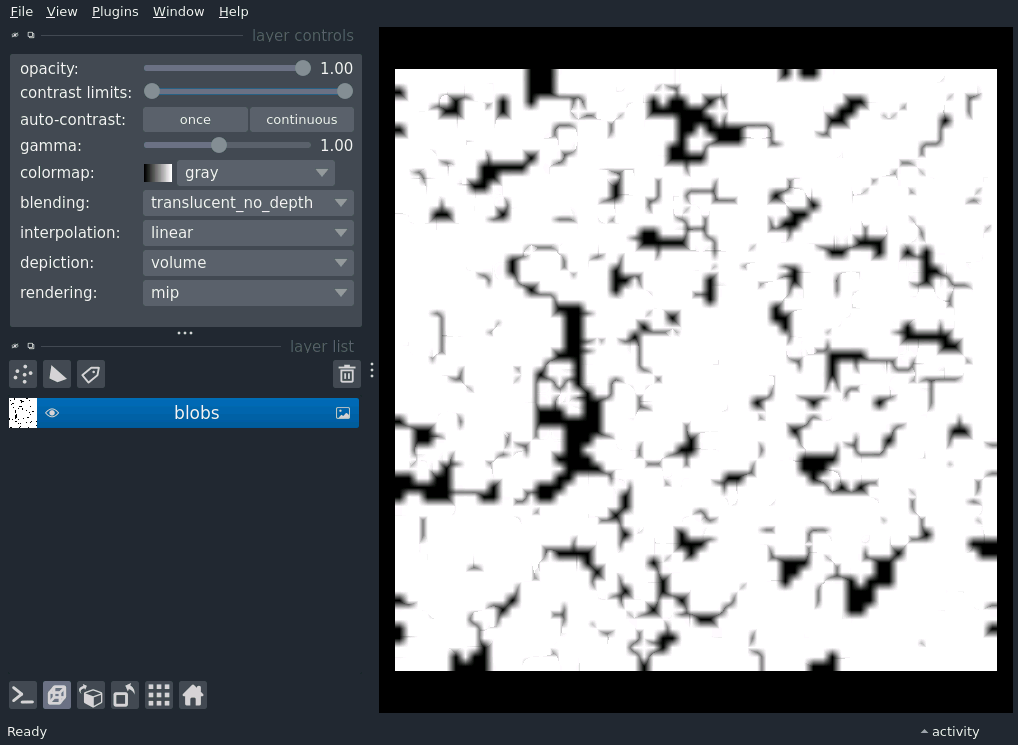 File View Plugins Window Help
layer controls
opacity: 1.00
contrast limits:
auto-contrast: once continuous
gamma: 1.00
colormap: gray
blending: translucent_no_depth
interpolation: linear
depiction: volume
rendering: mip
layer list
blobs
Ready
activity